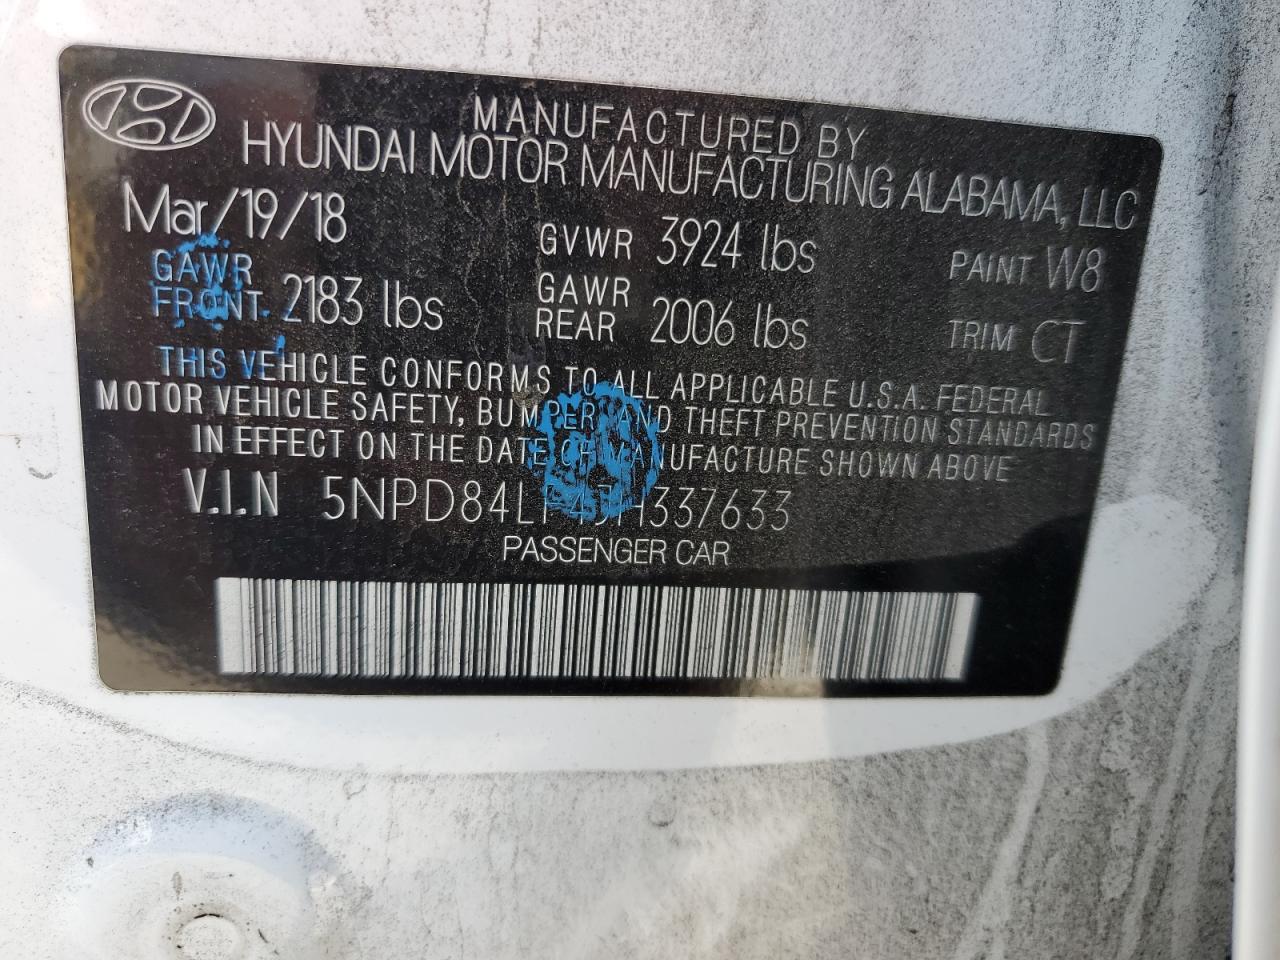 MANUFACTURED BY
HYUNDAI MOTOR MANUFACTURING ALABAMA, LLC
Mar/19/18 GVWR 3924 lbs PAINT W8
GAWR FRONT 2183 lbs GAWR REAR 2006 lbs TRIM CT
THIS VEHICLE CONFORMS TO ALL APPLICABLE U.S.A. FEDERAL
MOTOR VEHICLE SAFETY, BUMPER, AND THEFT PREVENTION STANDARDS
IN EFFECT ON THE DATE OF MANUFACTURE SHOWN ABOVE
V.I.N 5NPD84LF4JH337633
PASSENGER CAR